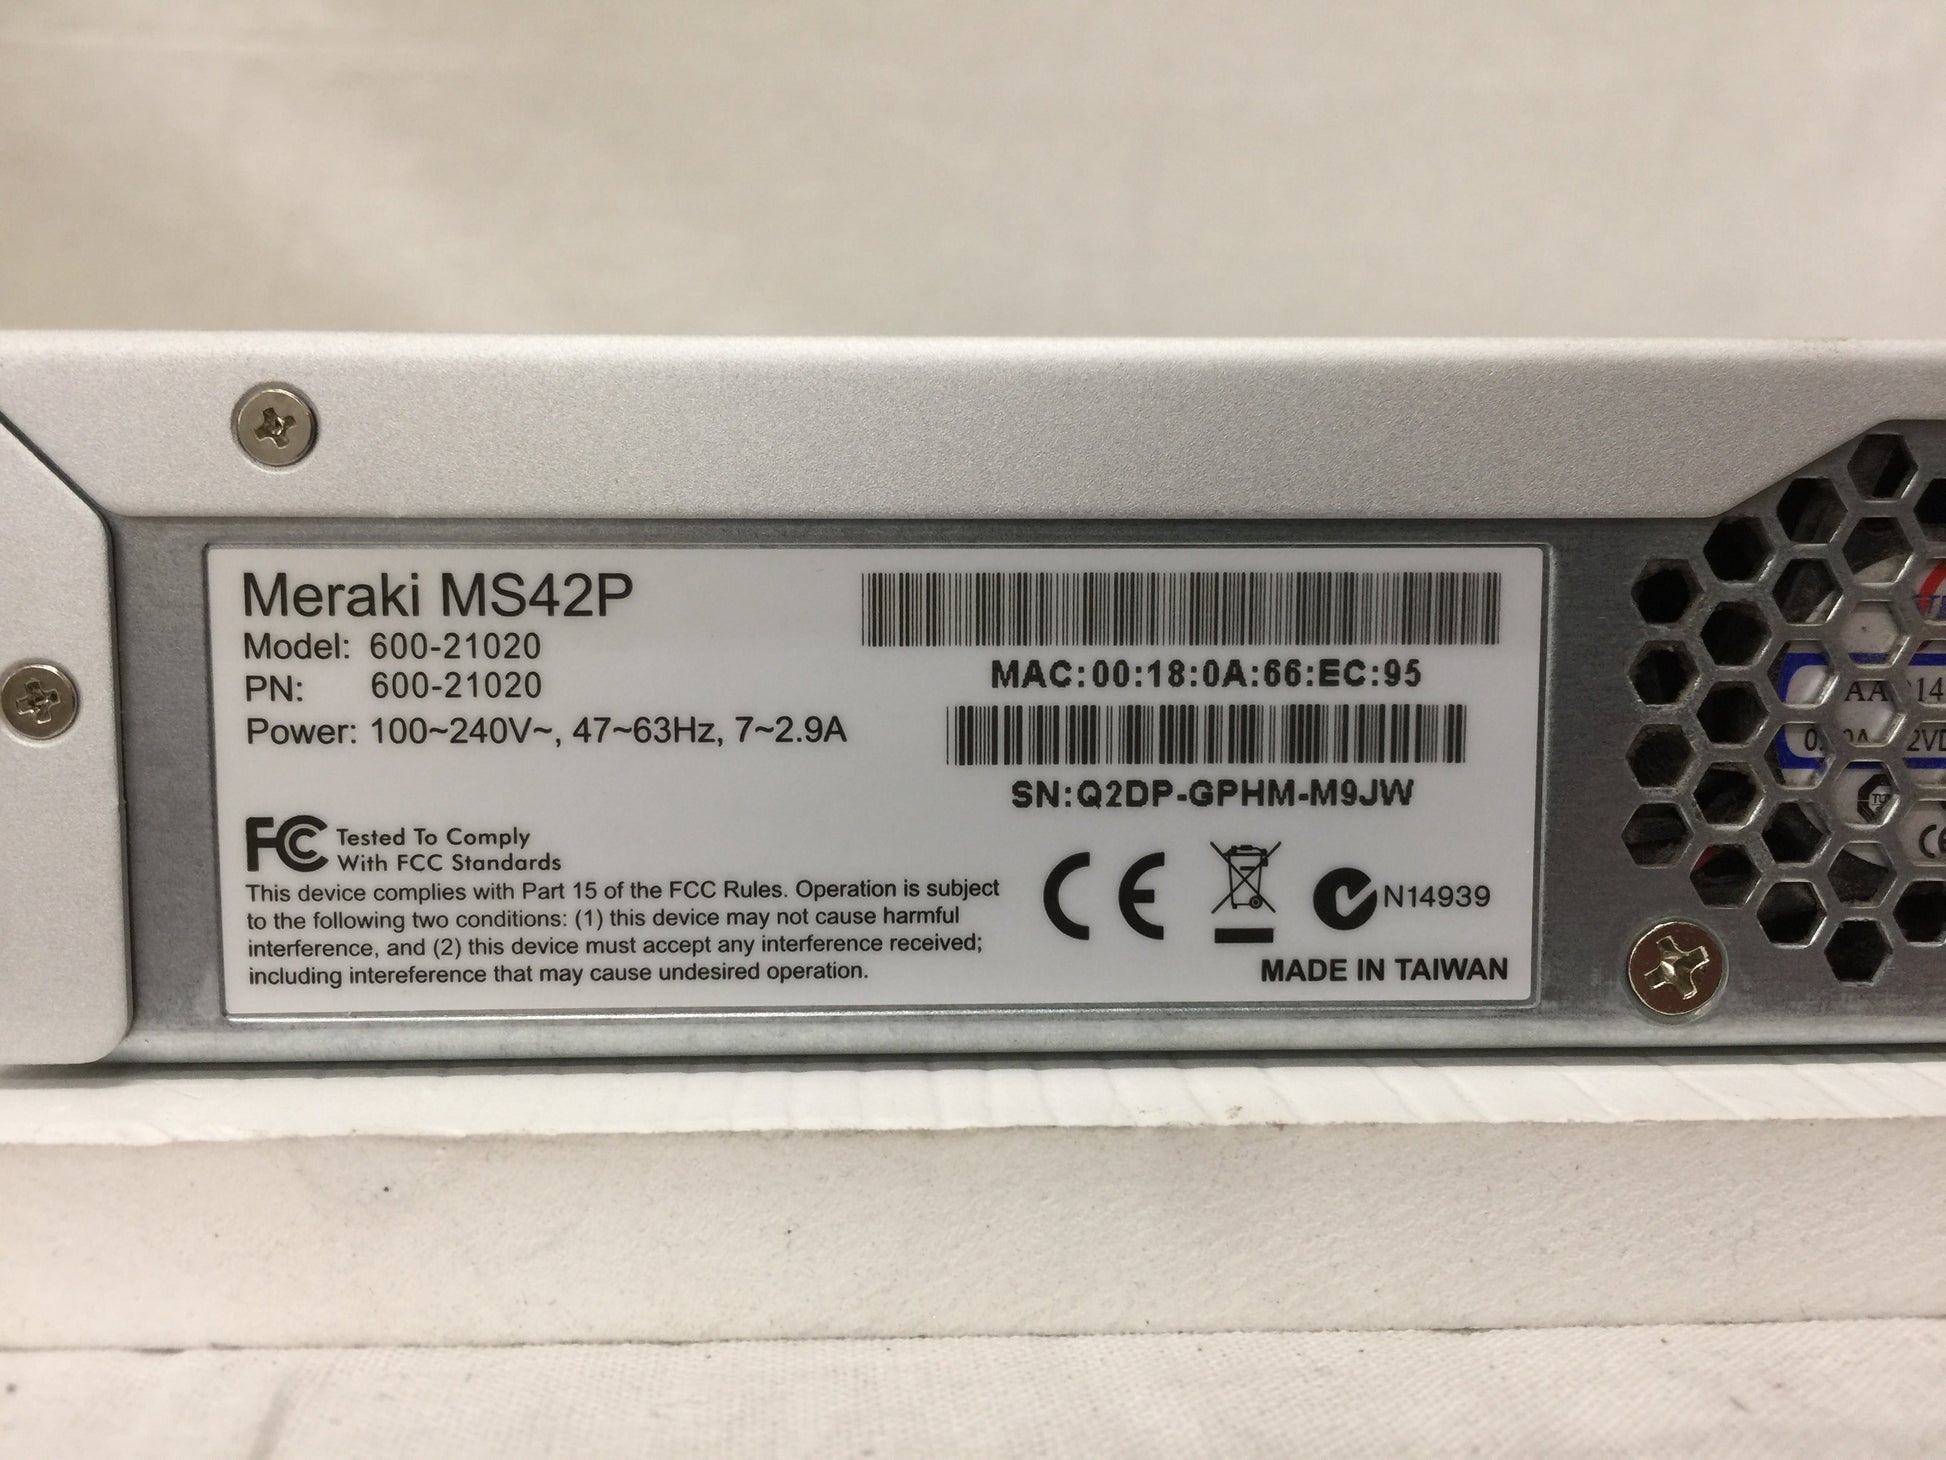 Meraki MS42P
Model: 600-21020
PN: 600-21020
Power: 100~240V~, 47~63Hz, 7~2.9A
MAC:00:18:0A:66:EC:95
SN:Q2DP-GPHM-M9JW
FC Tested To Comply
With FCC Standards
This device complies with Part 15 of the FCC Rules. Operation is subject
to the following two conditions: (1) this device may not cause harmful
interference, and (2) this device must accept any interference received;
including intereference that may cause undesired operation.
CE N14939
MADE IN TAIWAN